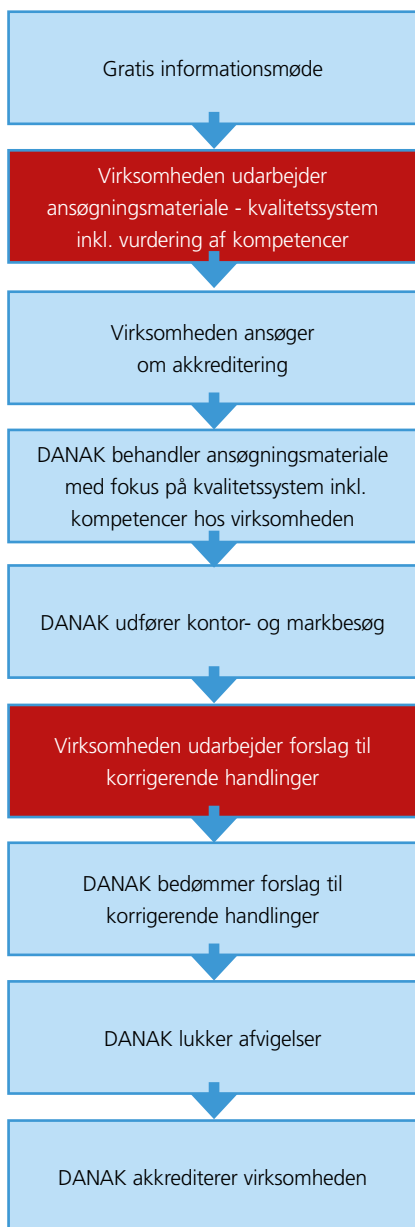 Gratis informationsmøde
Virksomheden udarbejder
ansøgningsmateriale - kvalitetssystem
inkl. vurdering af kompetencer
Virksomheden ansøger
om akkreditering
DANAK behandler ansøgningsmateriale
med fokus på kvalitetssystem inkl.
kompetencer hos virksomheden
DANAK udfører kontor- og markbesøg
Virksomheden udarbejder forslag til
korrigerende handlinger
DANAK bedømmer forslag til
korrigerende handlinger
DANAK lukker afvigelser
DANAK akkrediterer virksomheden